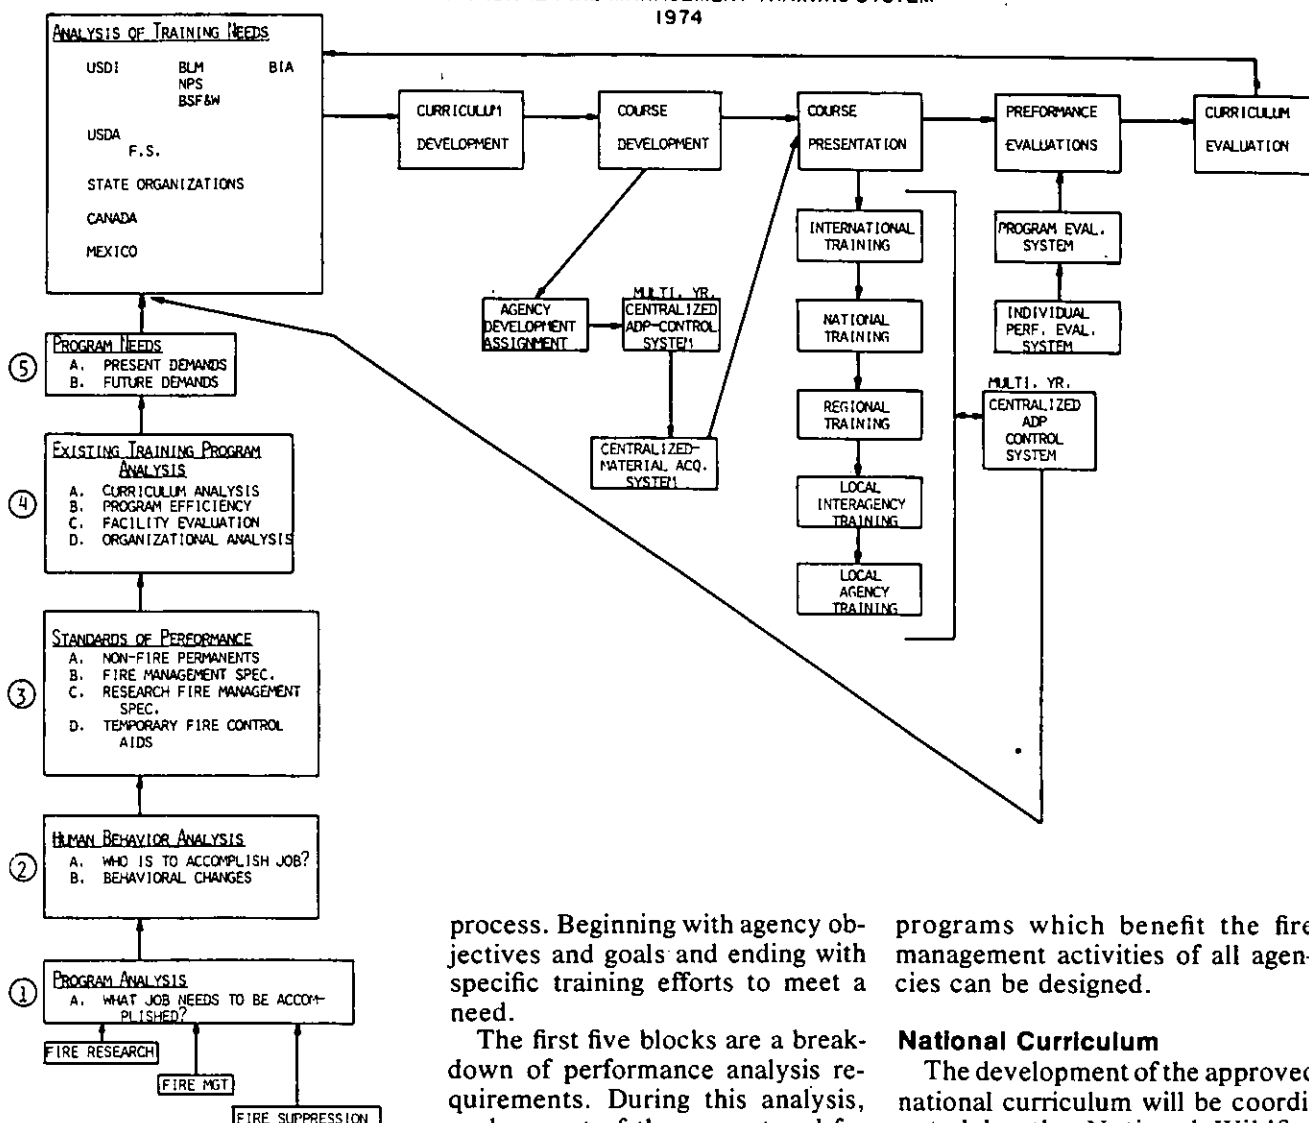 1974
ANALYSIS OF TRAINING NEEDS
USDI BLM BIA
NPS
BSF&W
USDA
F.S.
STATE ORGANIZATIONS
CANADA
MEXICO
CURRICULUM
DEVELOPMENT
COURSE
DEVELOPMENT
COURSE
PRESENTATION
PREFORMANCE
EVALUATIONS
CURRICULUM
EVALUATION
AGENCY
DEVELOPMENT
ASSIGNMENT
MULTI. YR.
CENTRALIZED
ADP-CONTROL
SYSTEM
CENTRALIZED-
MATERIAL ACQ.
SYSTEM
INTERNATIONAL
TRAINING
NATIONAL
TRAINING
REGIONAL
TRAINING
LOCAL
INTERAGENCY
TRAINING
LOCAL
AGENCY
TRAINING
PROGRAM EVAL.
SYSTEM
INDIVIDUAL
PERF. EVAL.
SYSTEM
MULTI. YR.
CENTRALIZED
ADP
CONTROL
SYSTEM
5
PROGRAM NEEDS
A. PRESENT DEMANDS
B. FUTURE DEMANDS
4
EXISTING TRAINING PROGRAM
ANALYSIS
A. CURRICULUM ANALYSIS
B. PROGRAM EFFICIENCY
C. FACILITY EVALUATION
D. ORGANIZATIONAL ANALYSIS
3
STANDARDS OF PERFORMANCE
A. NON-FIRE PERMANENTS
B. FIRE MANAGEMENT SPEC.
C. RESEARCH FIRE MANAGEMENT
SPEC.
D. TEMPORARY FIRE CONTROL
AIDS
2
HUMAN BEHAVIOR ANALYSIS
A. WHO IS TO ACCOMPLISH JOB?
B. BEHAVIORAL CHANGES
1
PROGRAM ANALYSIS
A. WHAT JOB NEEDS TO BE ACCOM-
PLISHED?
FIRE RESEARCH
FIRE MGT
FIRE SUPPRESSION
process. Beginning with agency ob-
jectives and goals and ending with
specific training efforts to meet a
need.
The first five blocks are a break-
down of performance analysis re-
quirements. During this analysis,
programs which benefit the fire
management activities of all agen-
cies can be designed.
National Curriculum
The development of the approved
national curriculum will be coordi-